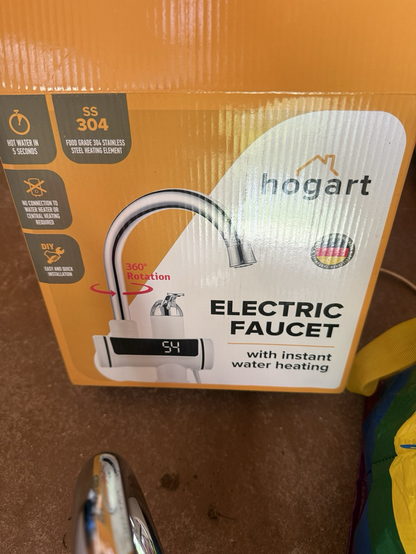 HOT WATER IN
5 SECONDS
SS
304
FOOD GRADE 304 STAINLESS
STEEL HEATING ELEMENT
NO CONNECTION TO
WATER HEATER OR
CENTRAL HEATING
REQUIRED
DIY
EASY AND QUICK
INSTALLATION
hogart
360°
Rotation
54
ELECTRIC
FAUCET
with instant
water heating